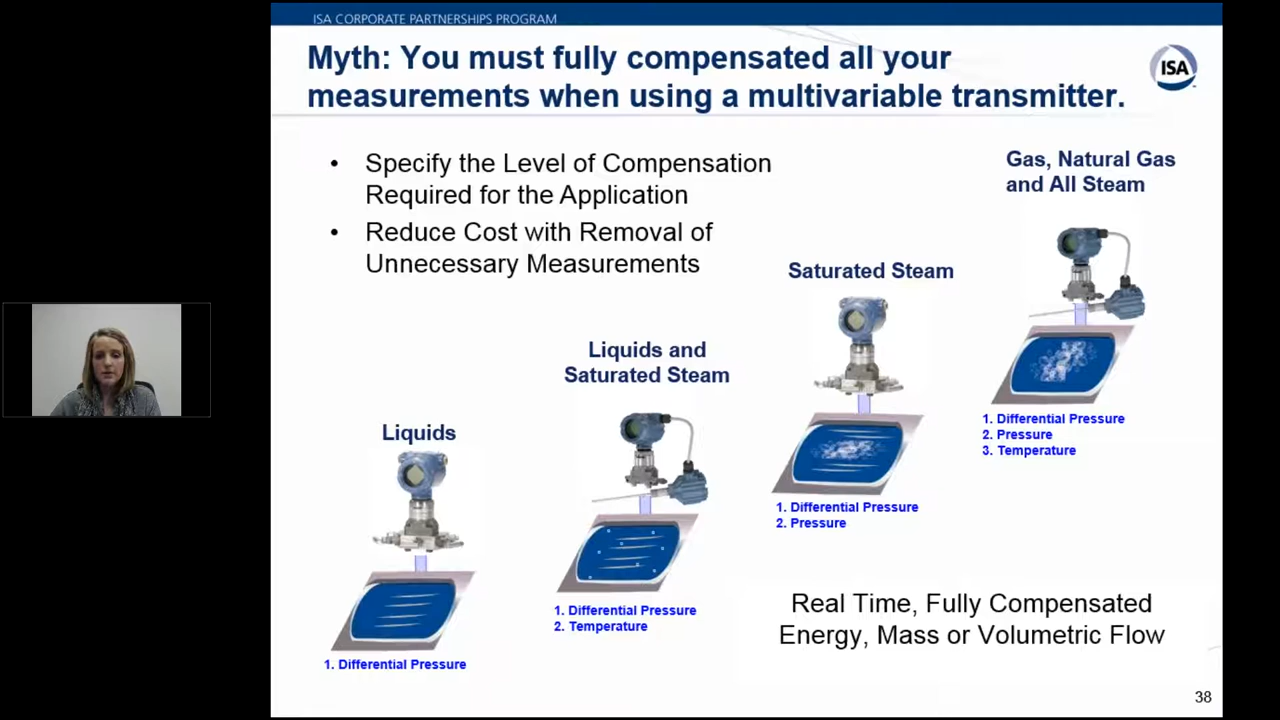 ISA CORPORATE PARTNERSHIPS PROGRAM
Myth: You must fully compensated all your
measurements when using a multivariable transmitter.
ISA
• Specify the Level of Compensation
Required for the Application
• Reduce Cost with Removal of
Unnecessary Measurements
Liquids
1. Differential Pressure
Liquids and
Saturated Steam
1. Differential Pressure
2. Temperature
Saturated Steam
1. Differential Pressure
2. Pressure
Gas, Natural Gas
and All Steam
1. Differential Pressure
2. Pressure
3. Temperature
Real Time, Fully Compensated
Energy, Mass or Volumetric Flow
38